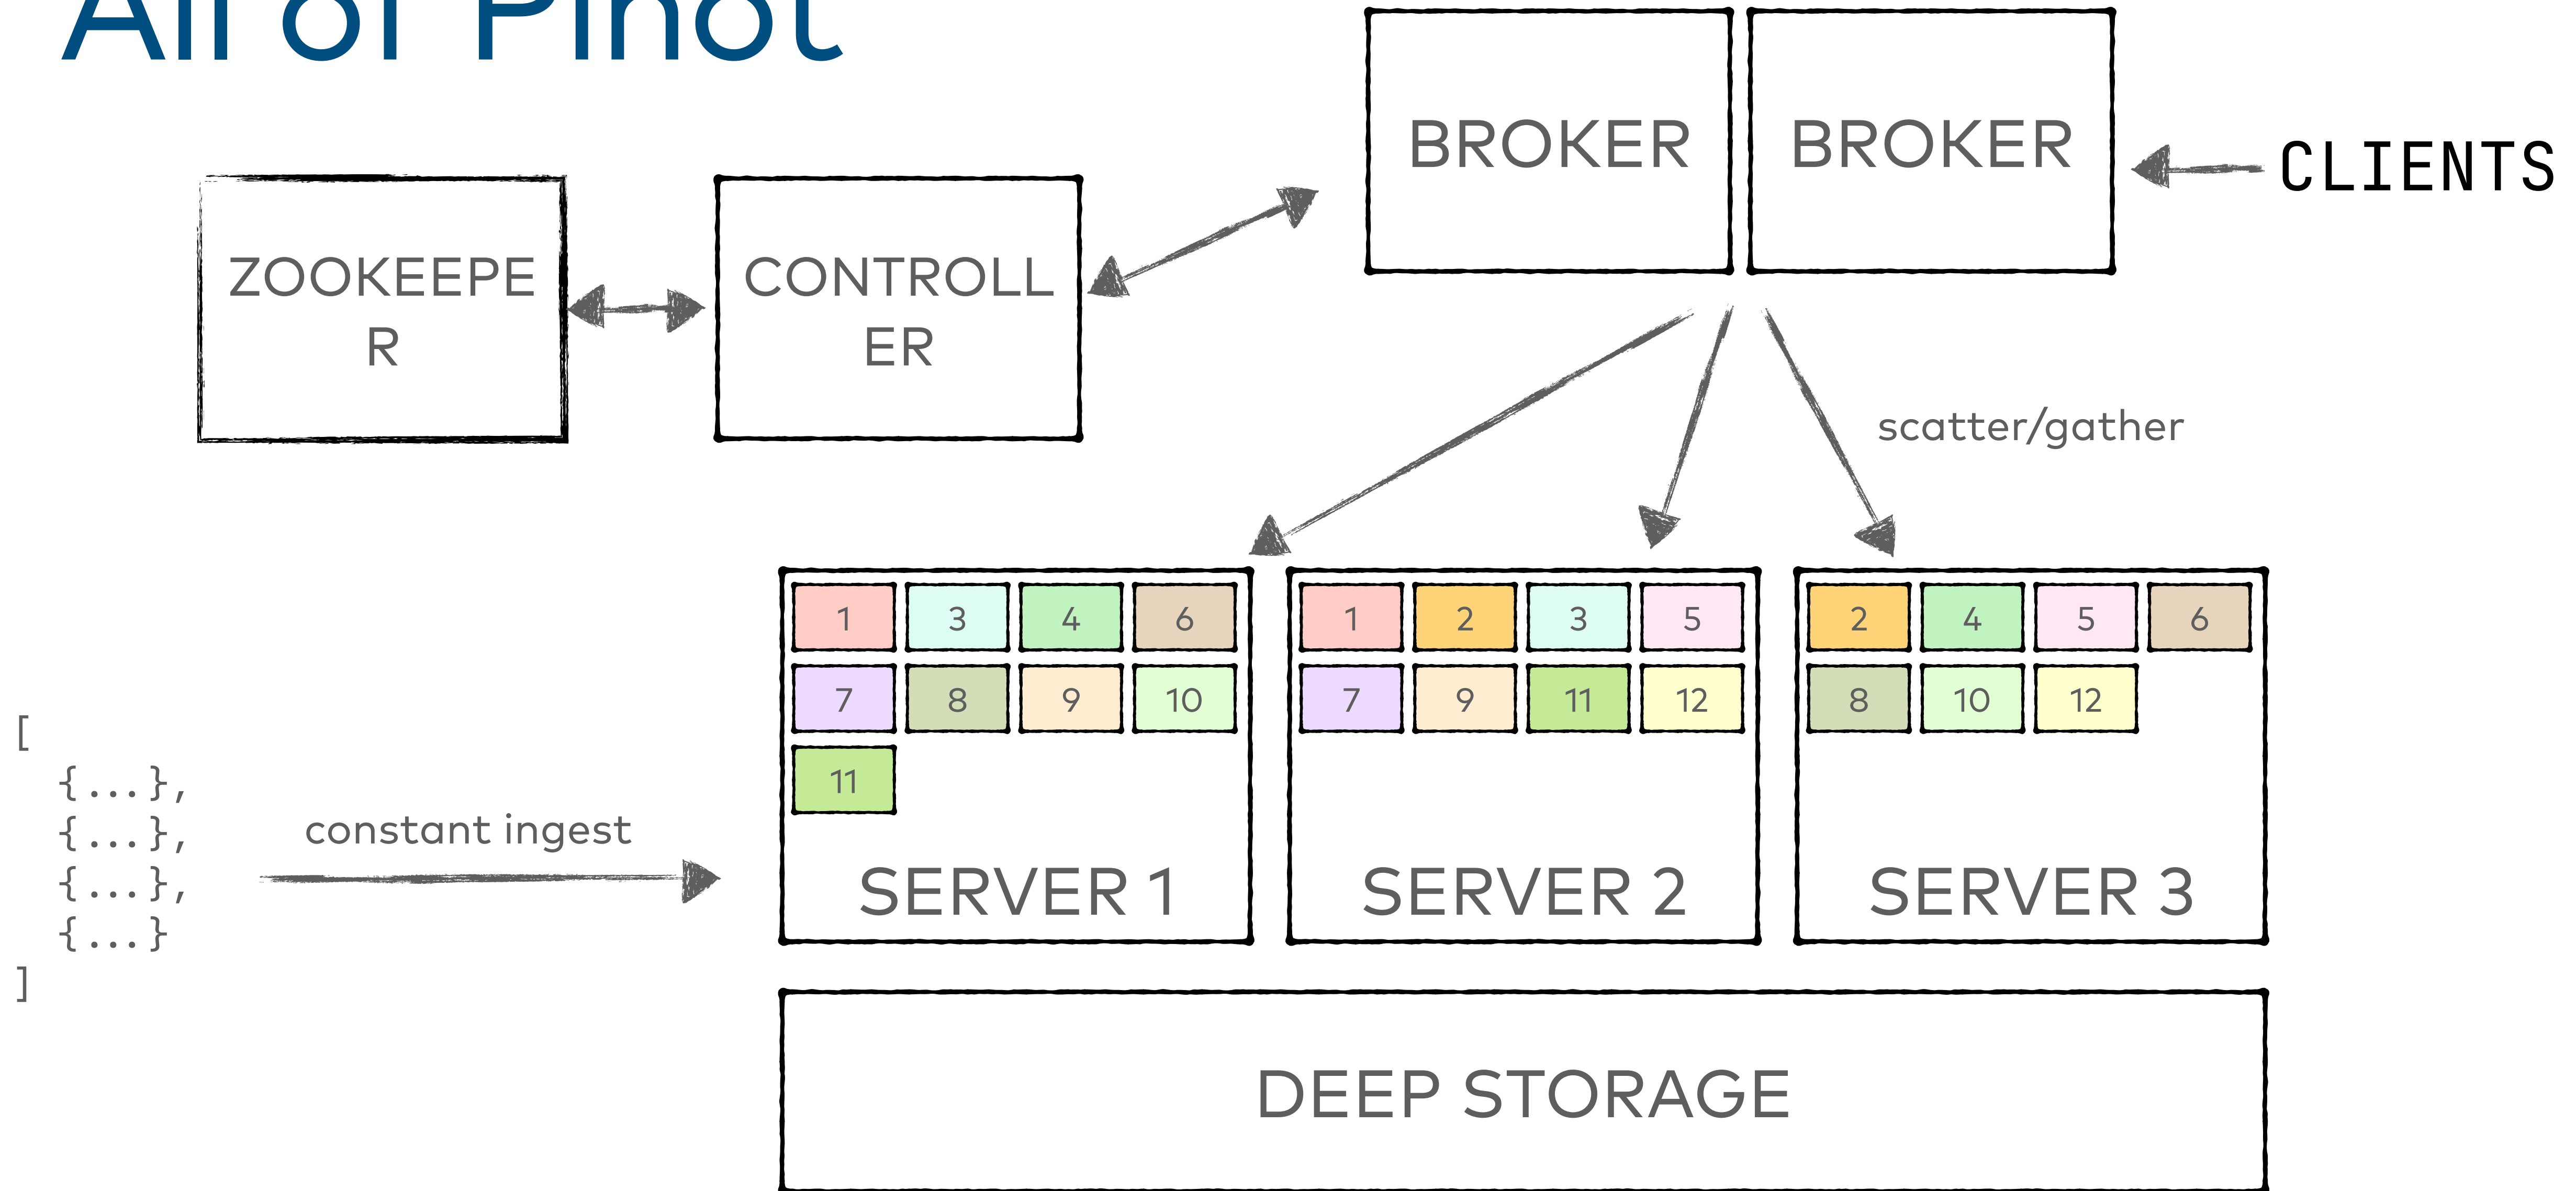 All of Pinot
BROKER
BROKER
CLIENTS
ZOOKEEPE
R
CONTROLL
ER
scatter/gather
1
3
4
6
7
8
9
10
11
SERVER 1
1
2
3
5
7
9
11
12
SERVER 2
2
4
5
6
8
10
12
SERVER 3
[
{...},
{...},
{...},
{...}
]
constant ingest
DEEP STORAGE